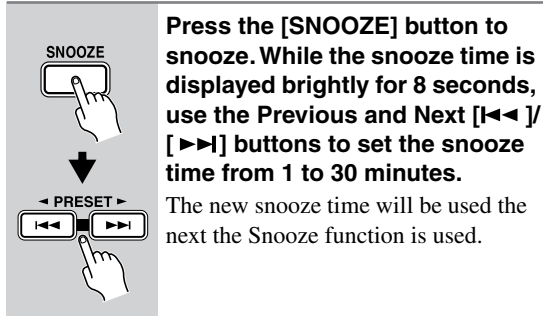 SNOOZE
◄ PRESET ►
Press the [SNOOZE] button to
snooze. While the snooze time is
displayed brightly for 8 seconds,
use the Previous and Next [|◄◄ ]/
[ ►►|] buttons to set the snooze
time from 1 to 30 minutes.
The new snooze time will be used the
next the Snooze function is used.